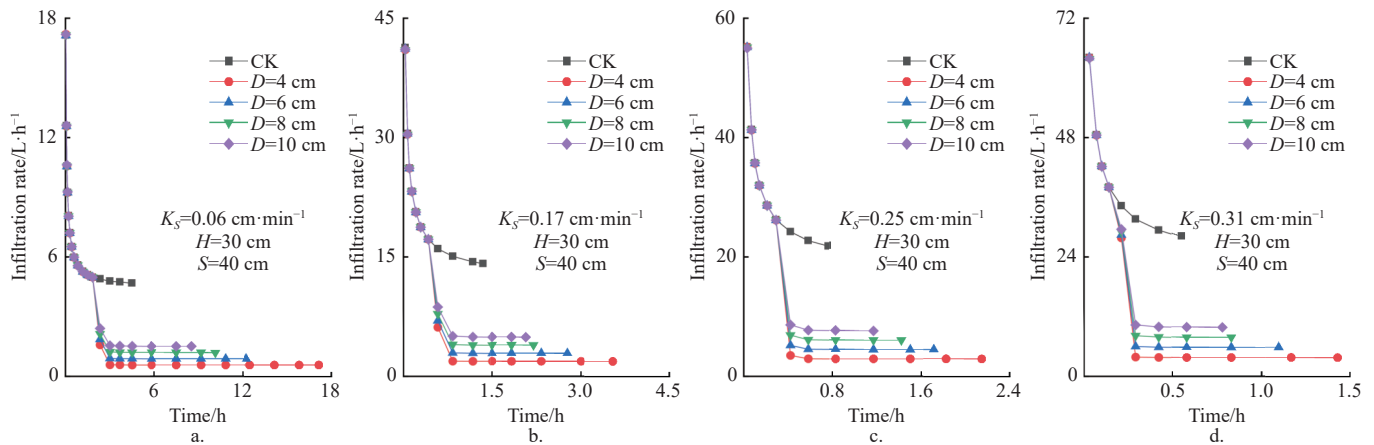 18
12
6
0
6
12
18
Infiltration rate/L·h⁻¹
Time/h
a.
CK
D=4 cm
D=6 cm
D=8 cm
D=10 cm
K_S=0.06 cm·min⁻¹
H=30 cm
S=40 cm
45
30
15
0
1.5
3.0
4.5
Infiltration rate/L·h⁻¹
Time/h
b.
CK
D=4 cm
D=6 cm
D=8 cm
D=10 cm
K_S=0.17 cm·min⁻¹
H=30 cm
S=40 cm
60
40
20
0
0.8
1.6
2.4
Infiltration rate/L·h⁻¹
Time/h
c.
CK
D=4 cm
D=6 cm
D=8 cm
D=10 cm
K_S=0.25 cm·min⁻¹
H=30 cm
S=40 cm
72
48
24
0
0.5
1.0
1.5
Infiltration rate/L·h⁻¹
Time/h
d.
CK
D=4 cm
D=6 cm
D=8 cm
D=10 cm
K_S=0.31 cm·min⁻¹
H=30 cm
S=40 cm